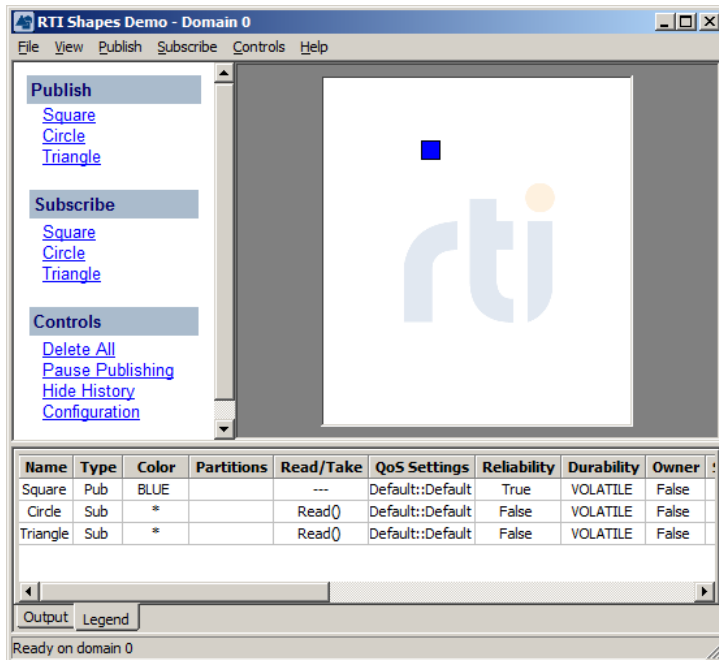 RTI Shapes Demo - Domain 0
File View Publish Subscribe Controls Help
Publish
Square
Circle
Triangle
Subscribe
Square
Circle
Triangle
Controls
Delete All
Pause Publishing
Hide History
Configuration
rti
Name Type Color Partitions Read/Take QoS Settings Reliability Durability Owner
Square Pub BLUE --- Default::Default True VOLATILE False
Circle Sub * Read() Default::Default False VOLATILE False
Triangle Sub * Read() Default::Default False VOLATILE False
Output Legend
Ready on domain 0